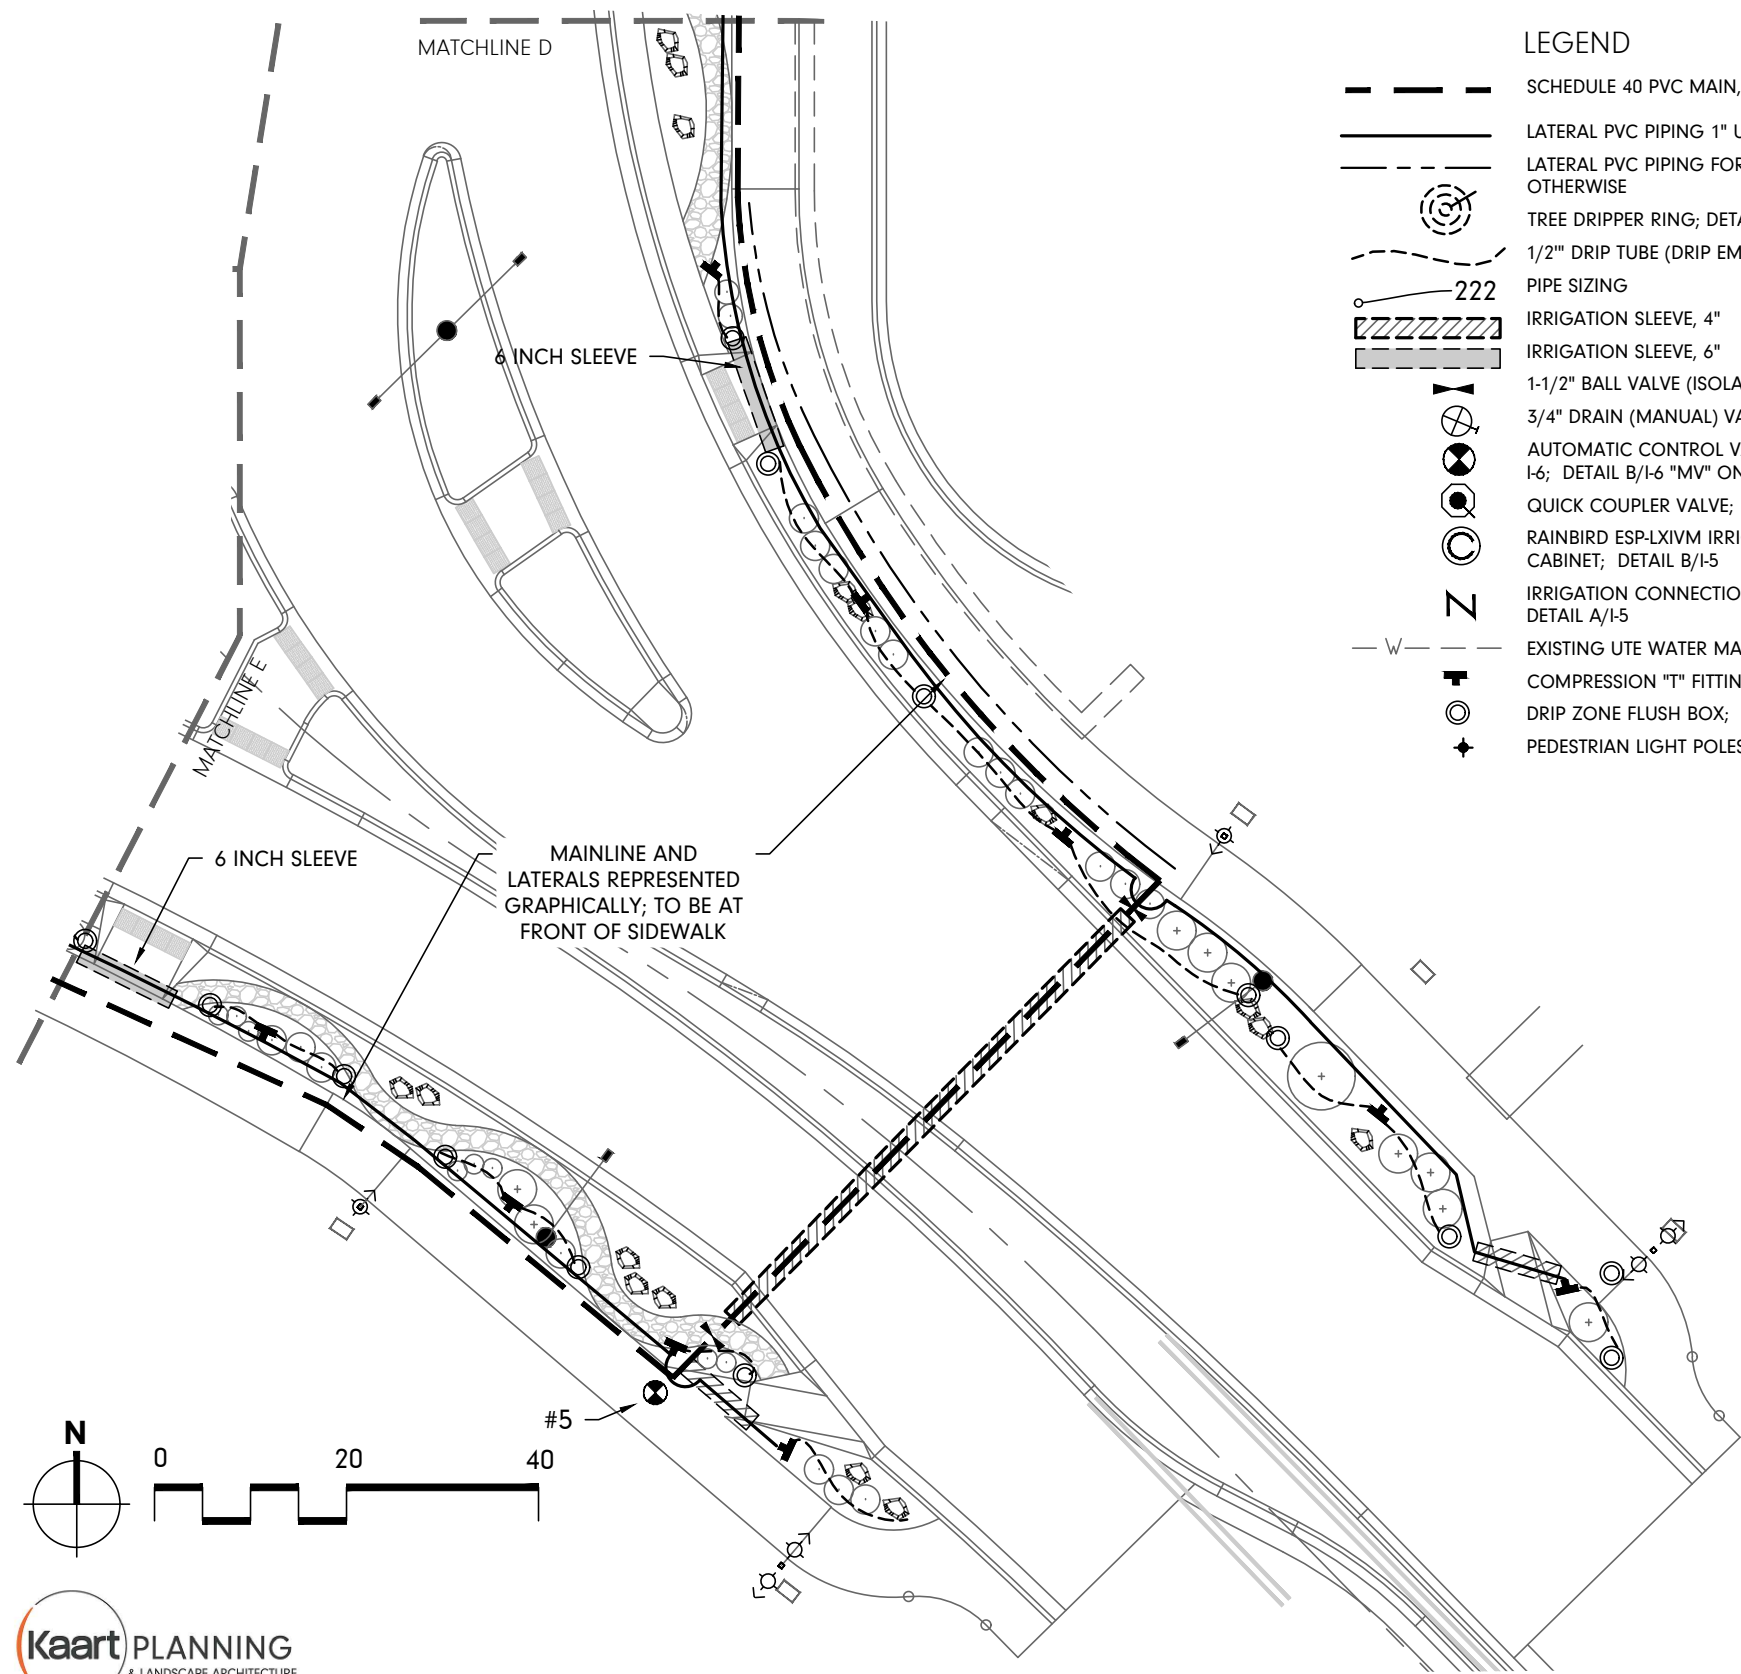 MATCHLINE D
LEGEND
SCHEDULE 40 PVC MAIN,
LATERAL PVC PIPING 1" U
LATERAL PVC PIPING FOR
OTHERWISE
TREE DRIPPER RING; DETA
1/2"' DRIP TUBE (DRIP EM
222 PIPE SIZING
IRRIGATION SLEEVE, 4"
IRRIGATION SLEEVE, 6"
1-1/2" BALL VALVE (ISOLA
3/4" DRAIN (MANUAL) VA
AUTOMATIC CONTROL V
I-6; DETAIL B/I-6 "MV" ON
QUICK COUPLER VALVE;
RAINBIRD ESP-LXIVM IRRI
CABINET; DETAIL B/I-5
IRRIGATION CONNECTIO
DETAIL A/I-5
W EXISTING UTE WATER MA
COMPRESSION "T" FITTIN
DRIP ZONE FLUSH BOX;
PEDESTRIAN LIGHT POLES
6 INCH SLEEVE
MATCHLINE E
6 INCH SLEEVE
MAINLINE AND
LATERALS REPRESENTED
GRAPHICALLY; TO BE AT
FRONT OF SIDEWALK
#5
N
0 20 40
Kaart PLANNING
& LANDSCAPE ARCHITECTURE